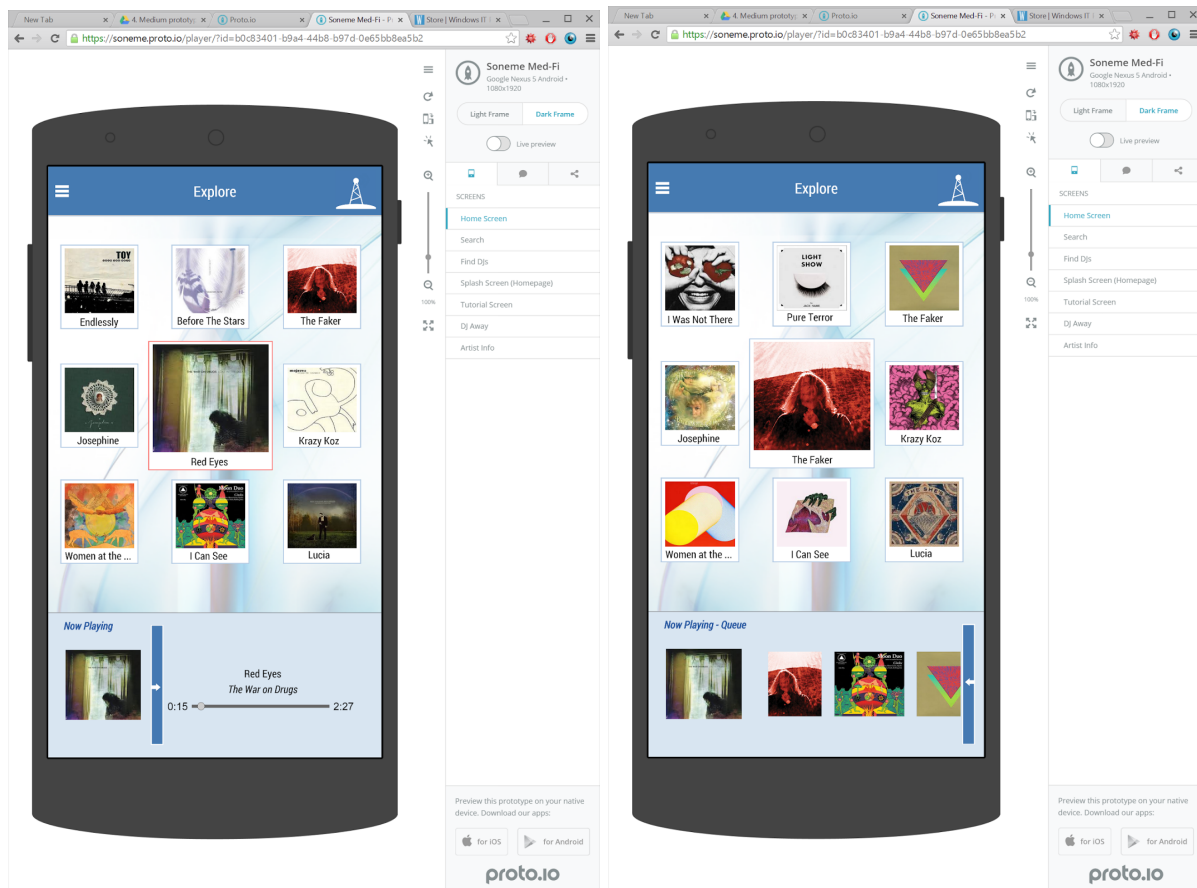 New Tab
4. Medium prototy
Proto.io
Soneme Med-Fi - P
Store | Windows IT
https://soneme.proto.io/player/?id=b0c83401-b9a4-44b8-b97d-0e65bb8ea5b2
Soneme Med-Fi
Google Nexus 5 Android •
1080x1920
Light Frame
Dark Frame
Live preview
SCREENS
Home Screen
Search
Find DJs
Splash Screen (Homepage)
Tutorial Screen
DJ Away
Artist Info
100%
Explore
TOY
Endlessly
Before The Stars
The Faker
Josephine
Red Eyes
Krazy Koz
Women at the ...
Moon Duo
I Can See
Lucia
Now Playing
Red Eyes
The War on Drugs
0:15
2:27
Preview this prototype on your native
device. Download our apps:
for iOS
for Android
proto.io
New Tab
4. Medium prototyp
Proto.io
Soneme Med-Fi - P
Store | Windows IT
https://soneme.proto.io/player/?id=b0c83401-b9a4-44b8-b97d-0e65bb8ea5b2
Soneme Med-Fi
Google Nexus 5 Android •
1080x1920
Light Frame
Dark Frame
Live preview
SCREENS
Home Screen
Search
Find DJs
Splash Screen (Homepage)
Tutorial Screen
DJ Away
Artist Info
100%
Explore
I Was Not There
LIGHT
SHOW
Pure Terror
The Faker
Josephine
The Faker
Krazy Koz
Women at the ...
I Can See
Lucia
Now Playing - Queue
Moon Duo
Preview this prototype on your native
device. Download our apps:
for iOS
for Android
proto.io